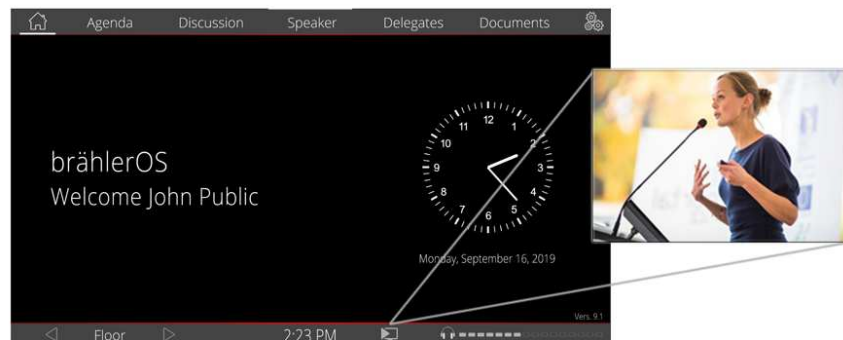 Agenda Discussion Speaker Delegates Documents
12
11 1
10 2
9 3
8 4
7 5
6
brählerOS
Welcome John Public
Monday, September 16, 2019
Vers. 9.1
Floor 2:23 PM